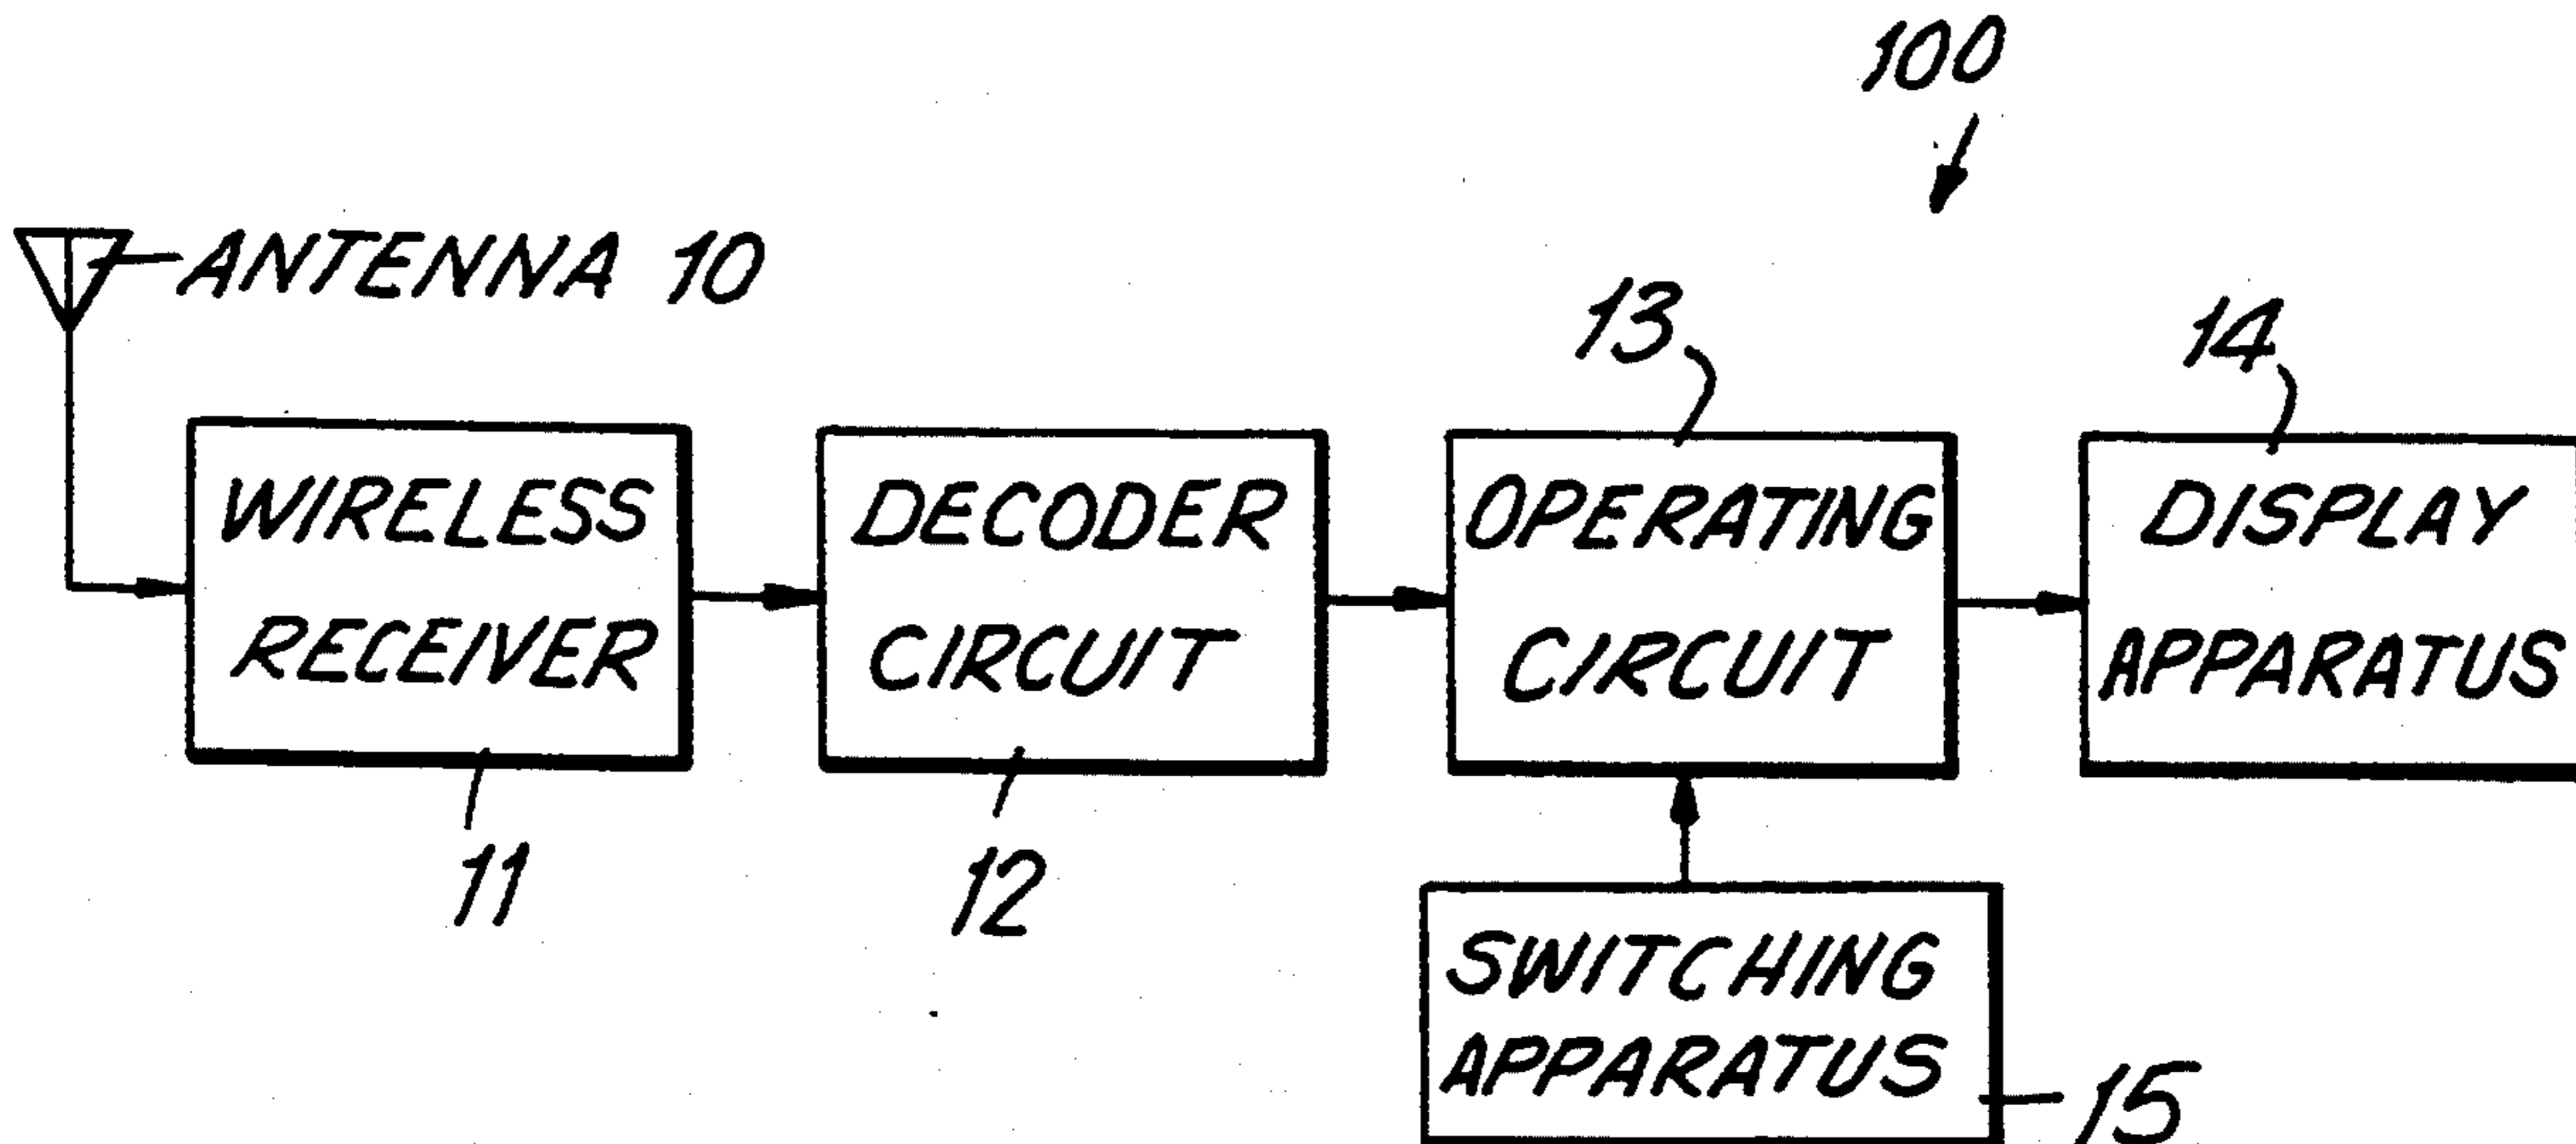 100
ANTENNA 10
13
14
WIRELESS
RECEIVER
DECODER
CIRCUIT
OPERATING
CIRCUIT
DISPLAY
APPARATUS
11
12
SWITCHING
APPARATUS
15